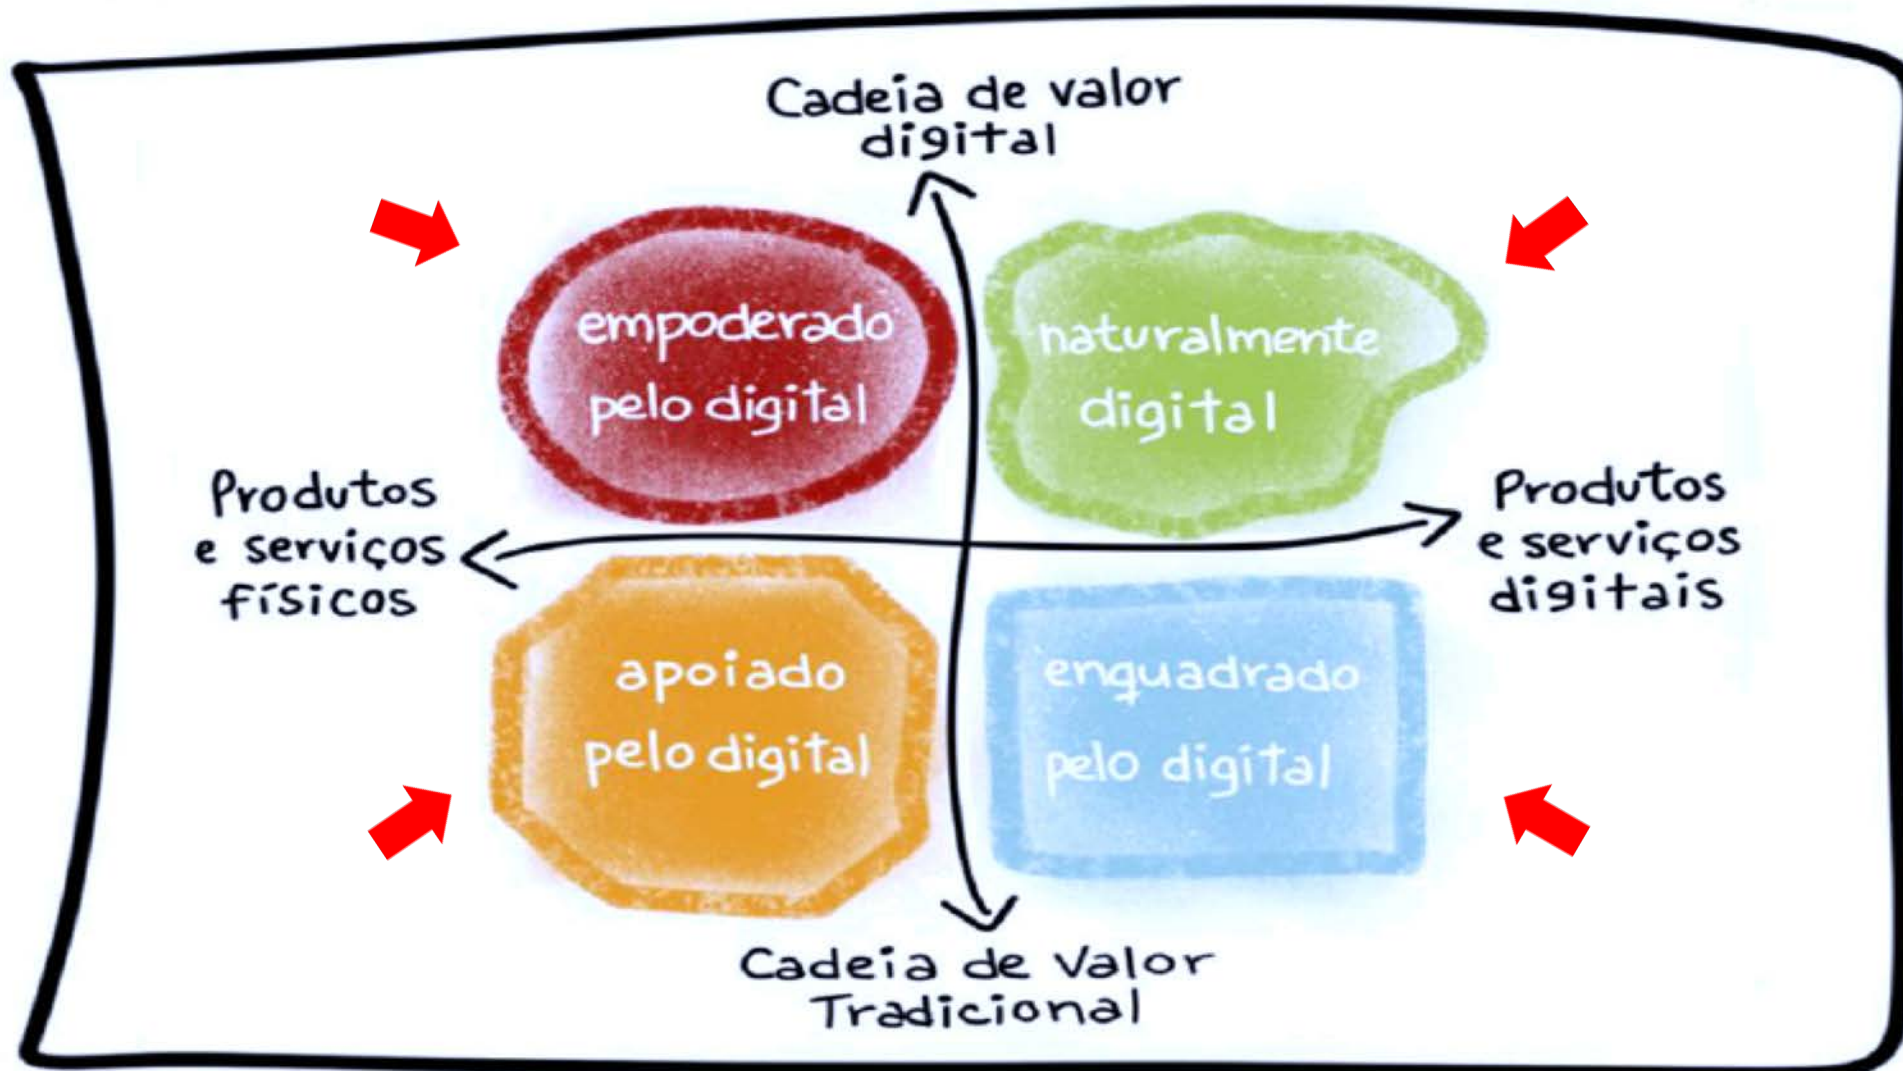 Cadeia de valor
digital
empoderado
pelo digital
naturalmente
digital
Produtos
e serviços
físicos
Produtos
e serviços
digitais
apoiado
pelo digital
enquadrado
pelo digital
Cadeia de Valor
Tradicional